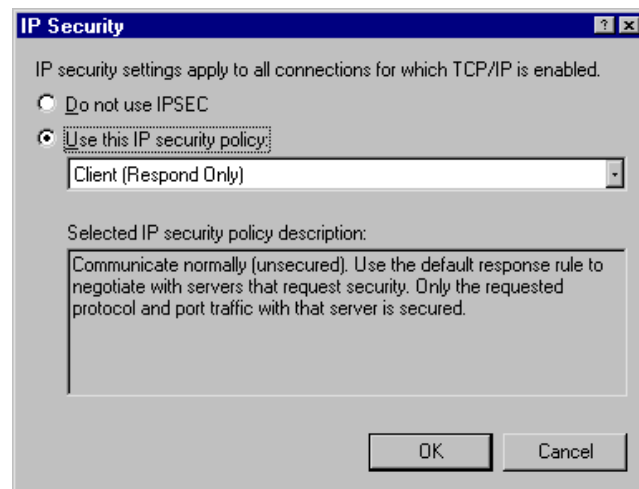 IP Security
IP security settings apply to all connections for which TCP/IP is enabled.
Do not use IPSEC
Use this IP security policy:
Client (Respond Only)
Selected IP security policy description:
Communicate normally (unsecured). Use the default response rule to
negotiate with servers that request security. Only the requested
protocol and port traffic with that server is secured.
OK
Cancel